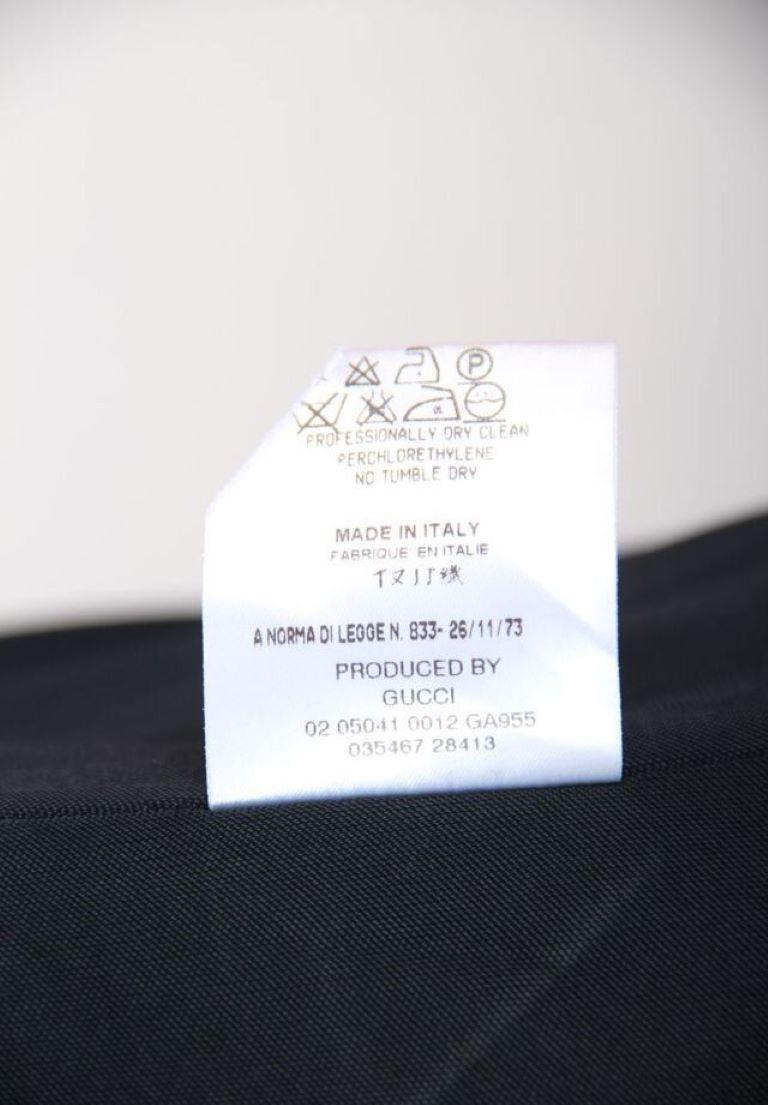 P
PROFESSIONALLY DRY CLEAN
PERCHLORETHYLENE
NO TUMBLE DRY
MADE IN ITALY
FABRIQUE' EN ITALIE
A NORMA DI LEGGE N. 833- 26/11/73
PRODUCED BY
GUCCI
02 05041 0012 GA955
035467 28413